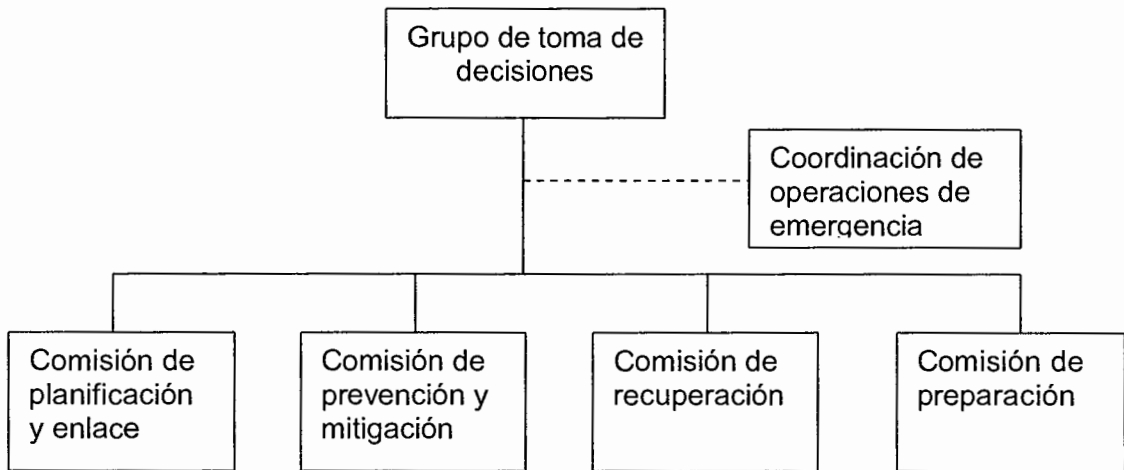 Grupo de toma de
decisiones
Coordinación de
operaciones de
emergencia
Comisión de
planificación
y enlace
Comisión de
prevención y
mitigación
Comisión de
recuperación
Comisión de
preparación